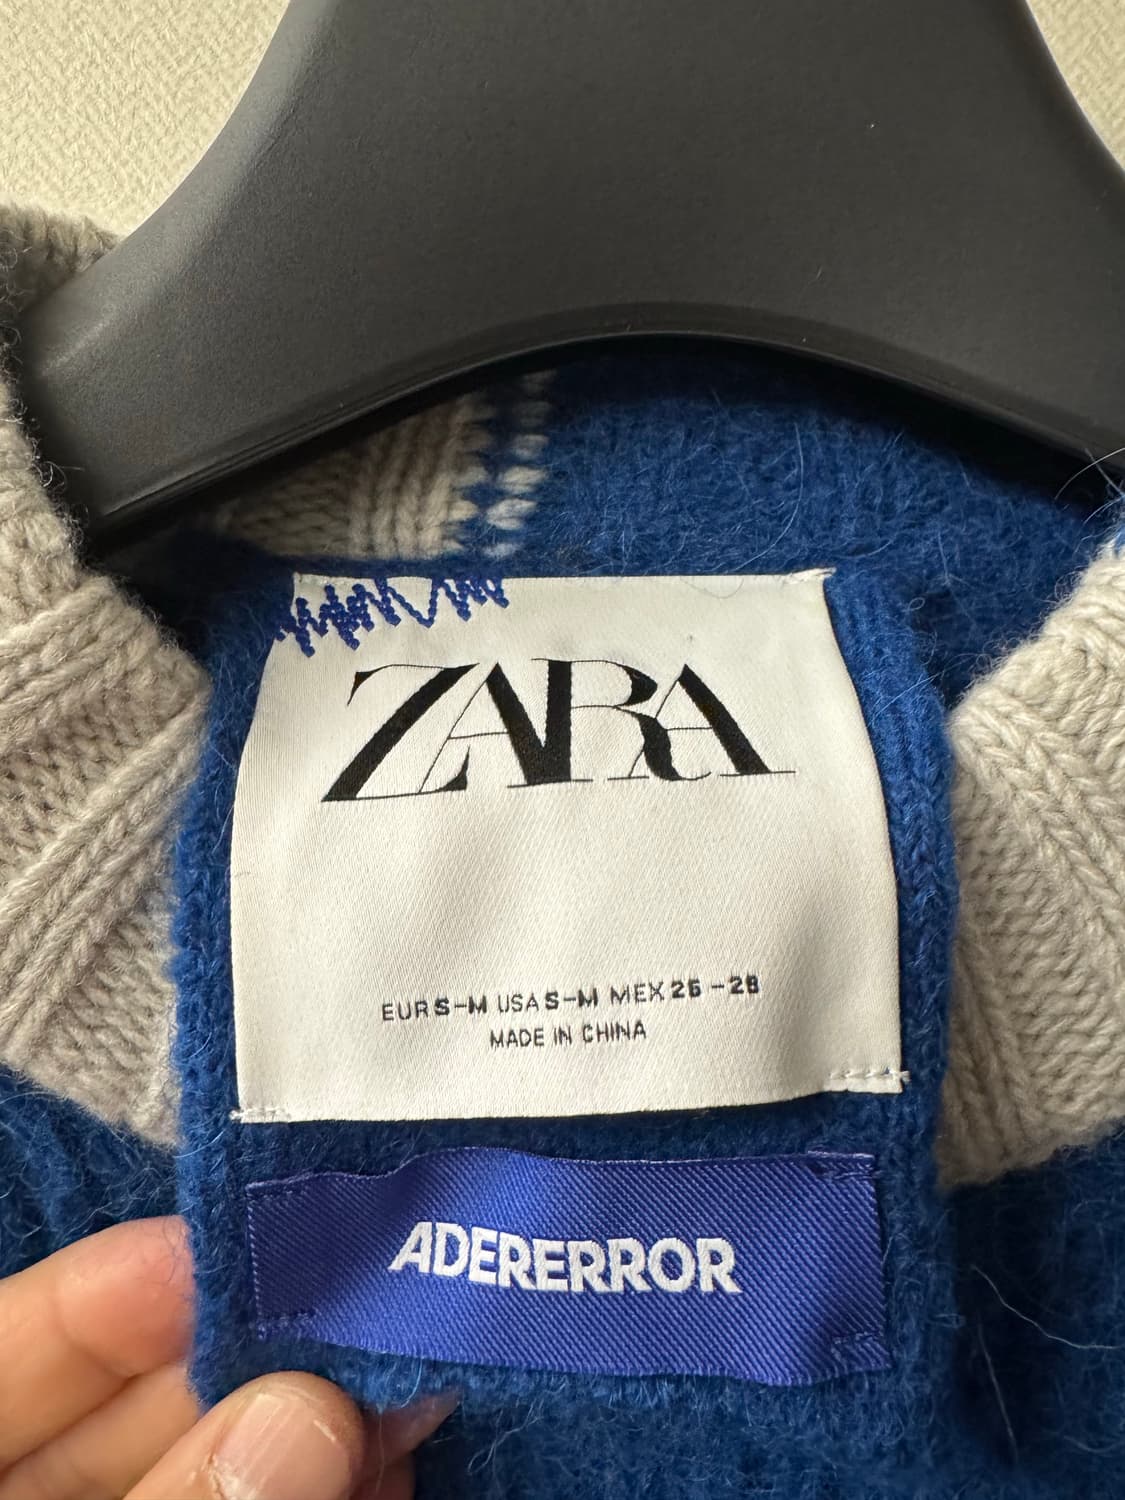 ZARA
EUR S-M USA S-M MEX 26-28
MADE IN CHINA
ADERERROR